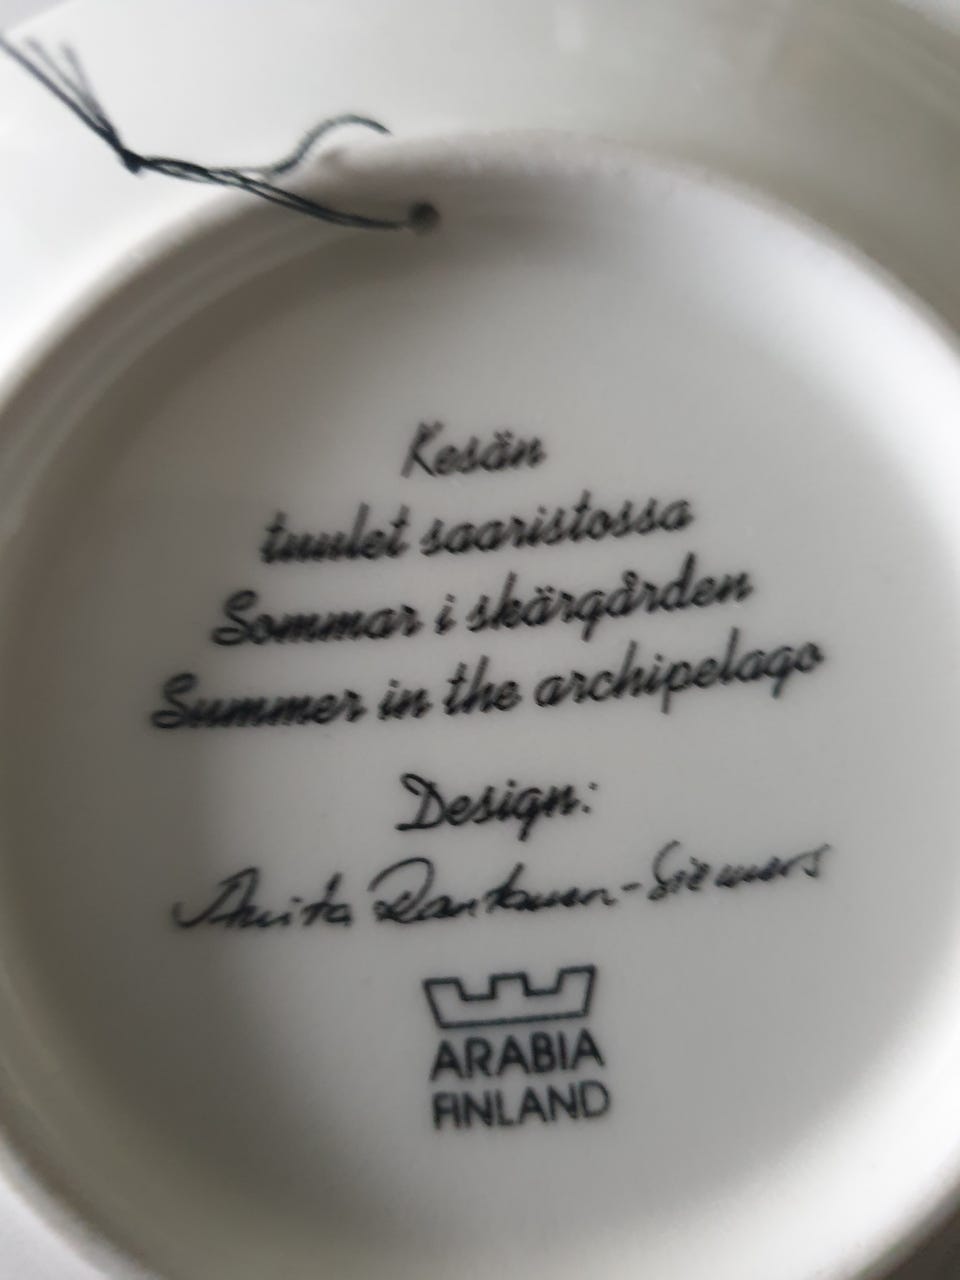 Kesän
tuulet saaristossa
Sommar i skärgården
Summer in the archipelago
Design:
Anita Rantanen-Siemers
ARABIA
FINLAND